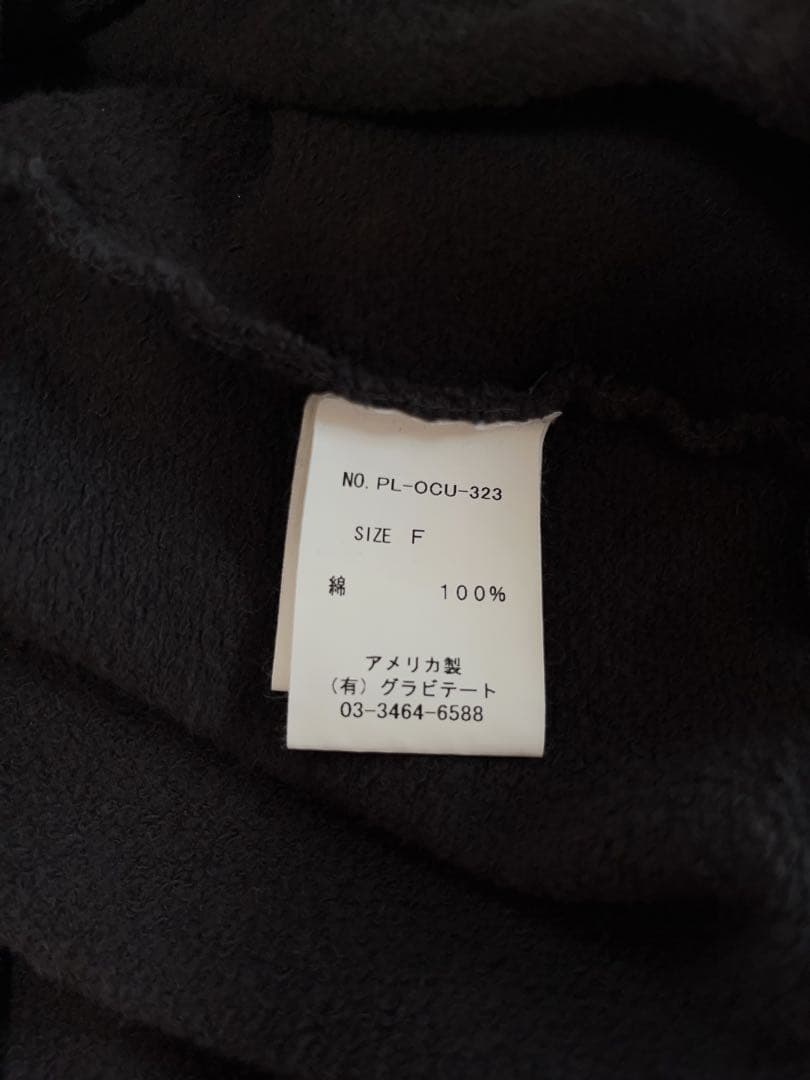 NO. PL-OCU-323
SIZE F
綿 100%
アメリカ製
(有) グラビテート
03-3464-6588